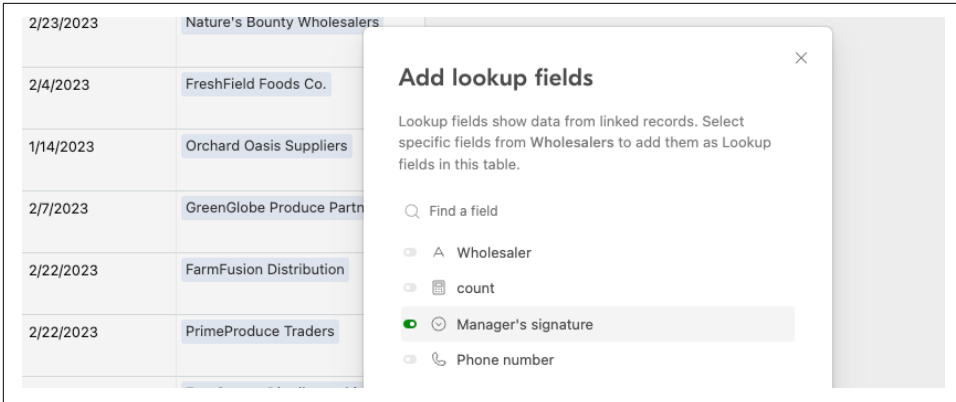 2/23/2023 Nature's Bounty Wholesalers
2/4/2023 FreshField Foods Co.
1/14/2023 Orchard Oasis Suppliers
2/7/2023 GreenGlobe Produce Partn
2/22/2023 FarmFusion Distribution
2/22/2023 PrimeProduce Traders
Add lookup fields
Lookup fields show data from linked records. Select
specific fields from Wholesalers to add them as Lookup
fields in this table.
Find a field
Wholesaler
count
Manager's signature
Phone number